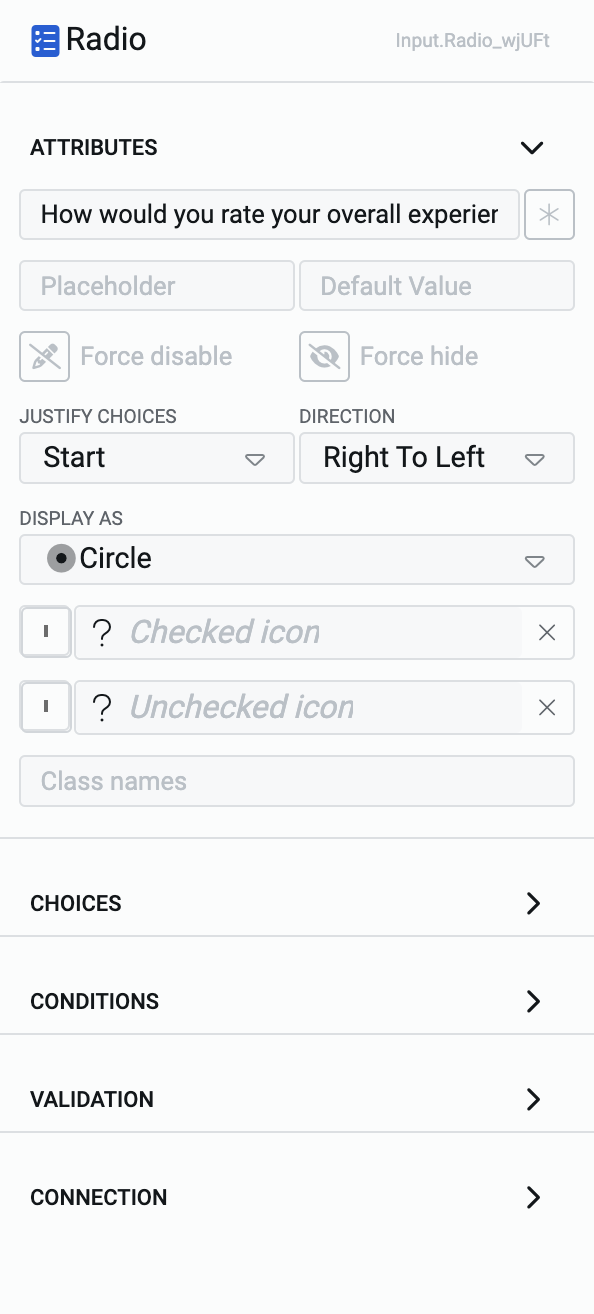 Radio
Input.Radio_wjUFt
ATTRIBUTES
How would you rate your overall experier
Placeholder
Default Value
Force disable
Force hide
JUSTIFY CHOICES
DIRECTION
Start
Right To Left
DISPLAY AS
Circle
? Checked icon
? Unchecked icon
Class names
CHOICES
CONDITIONS
VALIDATION
CONNECTION